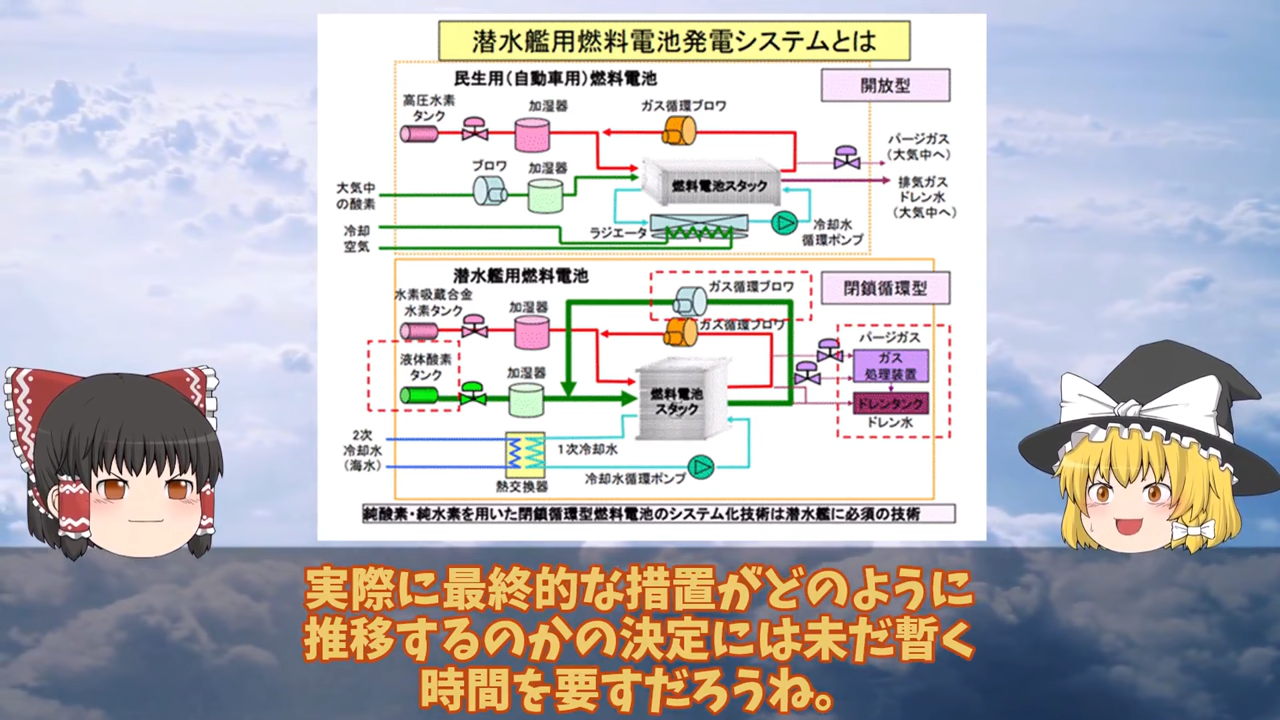 潜水艦用燃料電池発電システムとは
民生用(自動車用)燃料電池
開放型
高圧水素
タンク
加湿器
ガス循環ブロワ
パージガス
(大気中へ)
ブロワ
加湿器
燃料電池スタック
大気中
の酸素
排気ガス
ドレン水
(大気中へ)
冷却
空気
ラジエータ
冷却水
循環ポンプ
潜水艦用燃料電池
閉鎖循環型
水素吸蔵合金
水素タンク
加湿器
ガス循環ブロワ
ガス循環ブロワ
パージガス
ガス
処理装置
液体酸素
タンク
加湿器
燃料電池
スタック
ドレンタンク
ドレン水
2次
冷却水
(海水)
1次冷却水
熱交換器
冷却水循環ポンプ
純酸素・純水素を用いた閉鎖循環型燃料電池のシステム化技術は潜水艦に必須の技術
実際に最終的な措置がどのように
推移するのかの決定には未だ暫く
時間を要すだろうね。